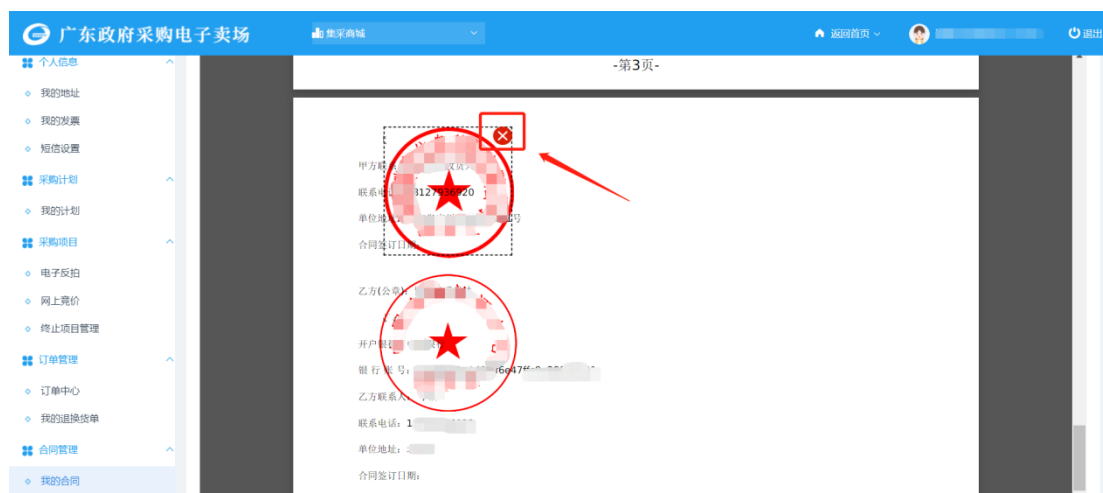 广东政府采购电子卖场
集采商城
返回首页
退出
个人信息
我的地址
我的发票
短信设置
采购计划
我的计划
采购项目
电子反拍
网上竞价
终止项目管理
订单管理
订单中心
我的退换货单
合同管理
我的合同
-第3页-
甲方联
联系电
单位地 号
合同签订日期
乙方(公章):
开户银
银行账号:
乙方联系人:
联系电话: 1
单位地址:
合同签订日期: